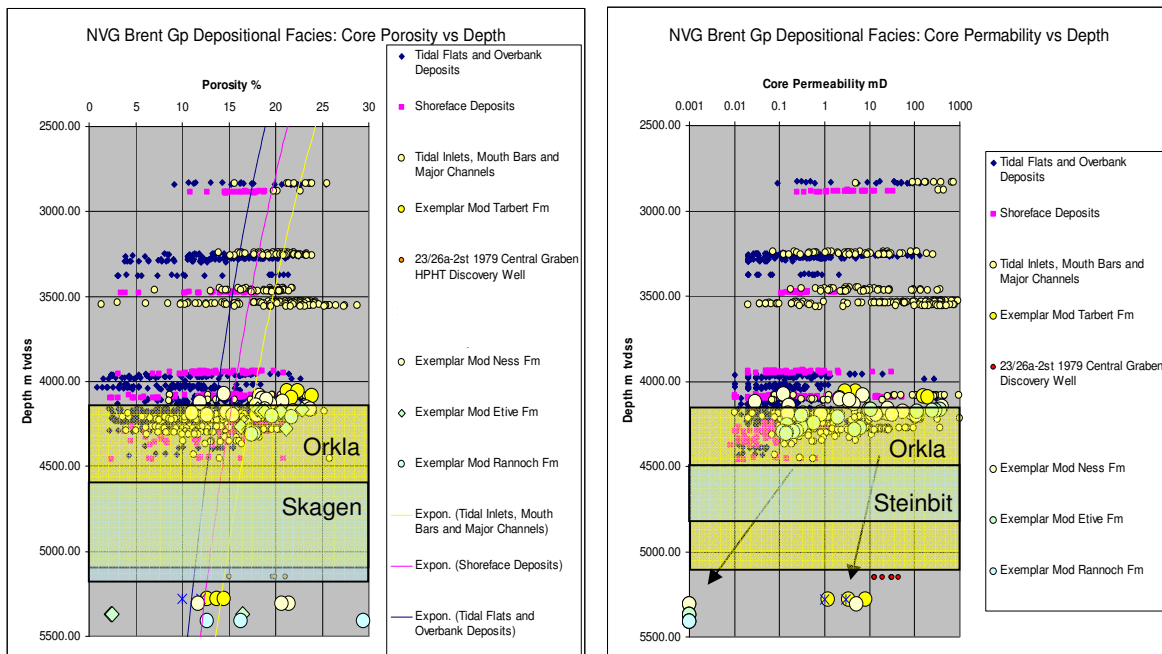 NVG Brent Gp Depositional Facies: Core Porosity vs Depth
Porosity %
0 5 10 15 20 25 30
2500.00
3000.00
3500.00
4000.00
4500.00
5000.00
5500.00
Depth m tvdss
Orkla
Skagen
Tidal Flats and Overbank
Deposits
Shoreface Deposits
Tidal Inlets, Mouth Bars and
Major Channels
Exemplar Mod Tarbert Fm
23/26a-2st 1979 Central Graben
HPHT Discovery Well
Exemplar Mod Ness Fm
Exemplar Mod Etive Fm
Exemplar Mod Rannoch Fm
Expon. (Tidal Inlets, Mouth
Bars and Major Channels)
Expon. (Shoreface Deposits)
Expon. (Tidal Flats and
Overbank Deposits)
NVG Brent Gp Depositional Facies: Core Permability vs Depth
Core Permeability mD
0.001 0.01 0.1 1 10 100 1000
2500.00
3000.00
3500.00
4000.00
4500.00
5000.00
5500.00
Depth m tvdss
Orkla
Steinbit
Tidal Flats and Overbank
Deposits
Shoreface Deposits
Tidal Inlets, Mouth Bars and
Major Channels
Exemplar Mod Tarbert Fm
23/26a-2st 1979 Central Graben
Discovery Well
Exemplar Mod Ness Fm
Exemplar Mod Etive Fm
Exemplar Mod Rannoch Fm